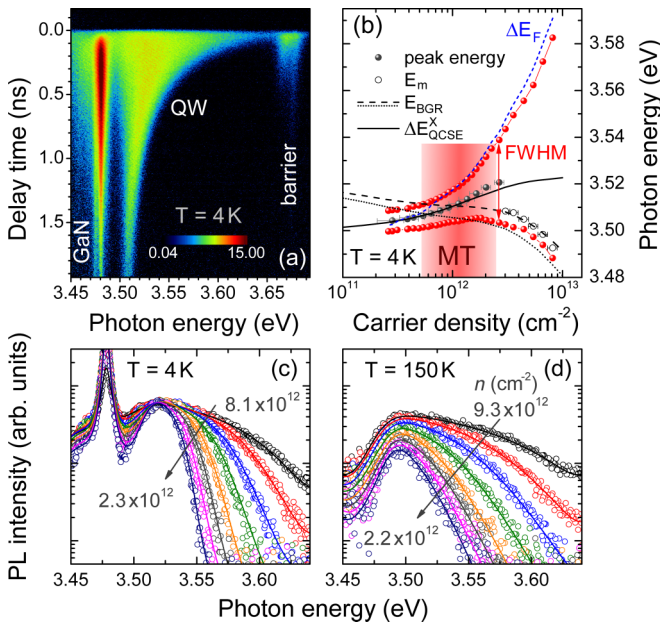 (b)
0.0
0.5
1.0
1.5
Delay time (ns)
QW
barrier
GaN
T = 4 K
0.04 15.00
(a)
3.45 3.50 3.55 3.60 3.65
Photon energy (eV)
ΔE_F
peak energy
E_m
E_BGR
ΔE^X_QCSE
FWHM
T = 4 K
MT
3.58
3.56
3.54
3.52
3.50
3.48
Photon energy (eV)
10^11 10^12 10^13
Carrier density (cm^-2)
PL intensity (arb. units)
T = 4 K (c)
8.1x10^12
2.3x10^12
3.45 3.50 3.55 3.60
T = 150 K (d)
n (cm^-2)
9.3x10^12
2.2x10^12
3.45 3.50 3.55 3.60
Photon energy (eV)